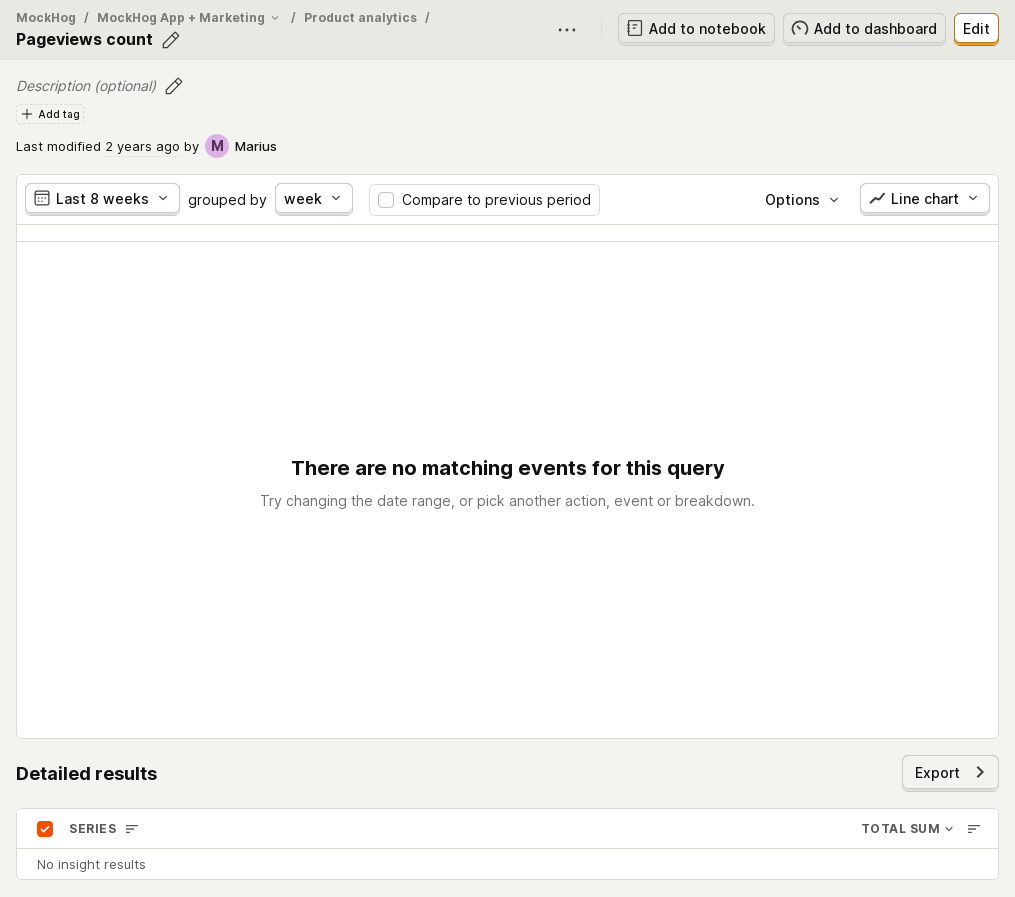 MockHog / MockHog App + Marketing / Product analytics /
Pageviews count
Add to notebook
Add to dashboard
Edit
Description (optional)
Add tag
Last modified 2 years ago by M Marius
Last 8 weeks grouped by week Compare to previous period Options Line chart
There are no matching events for this query
Try changing the date range, or pick another action, event or breakdown.
Detailed results
Export
SERIES TOTAL SUM
No insight results